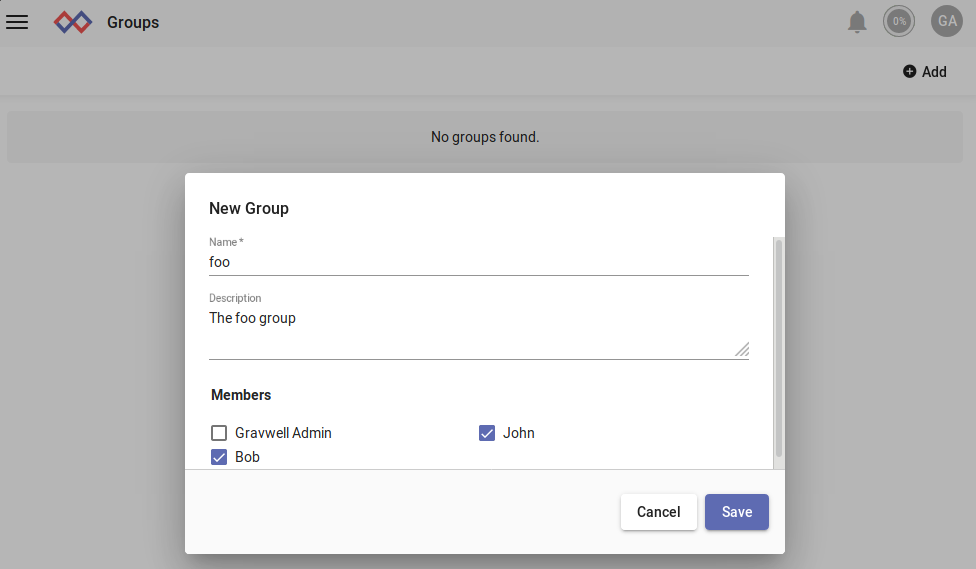 Groups
0%
GA
Add
No groups found.
New Group
Name *
foo
Description
The foo group
Members
Gravwell Admin
John
Bob
Cancel
Save